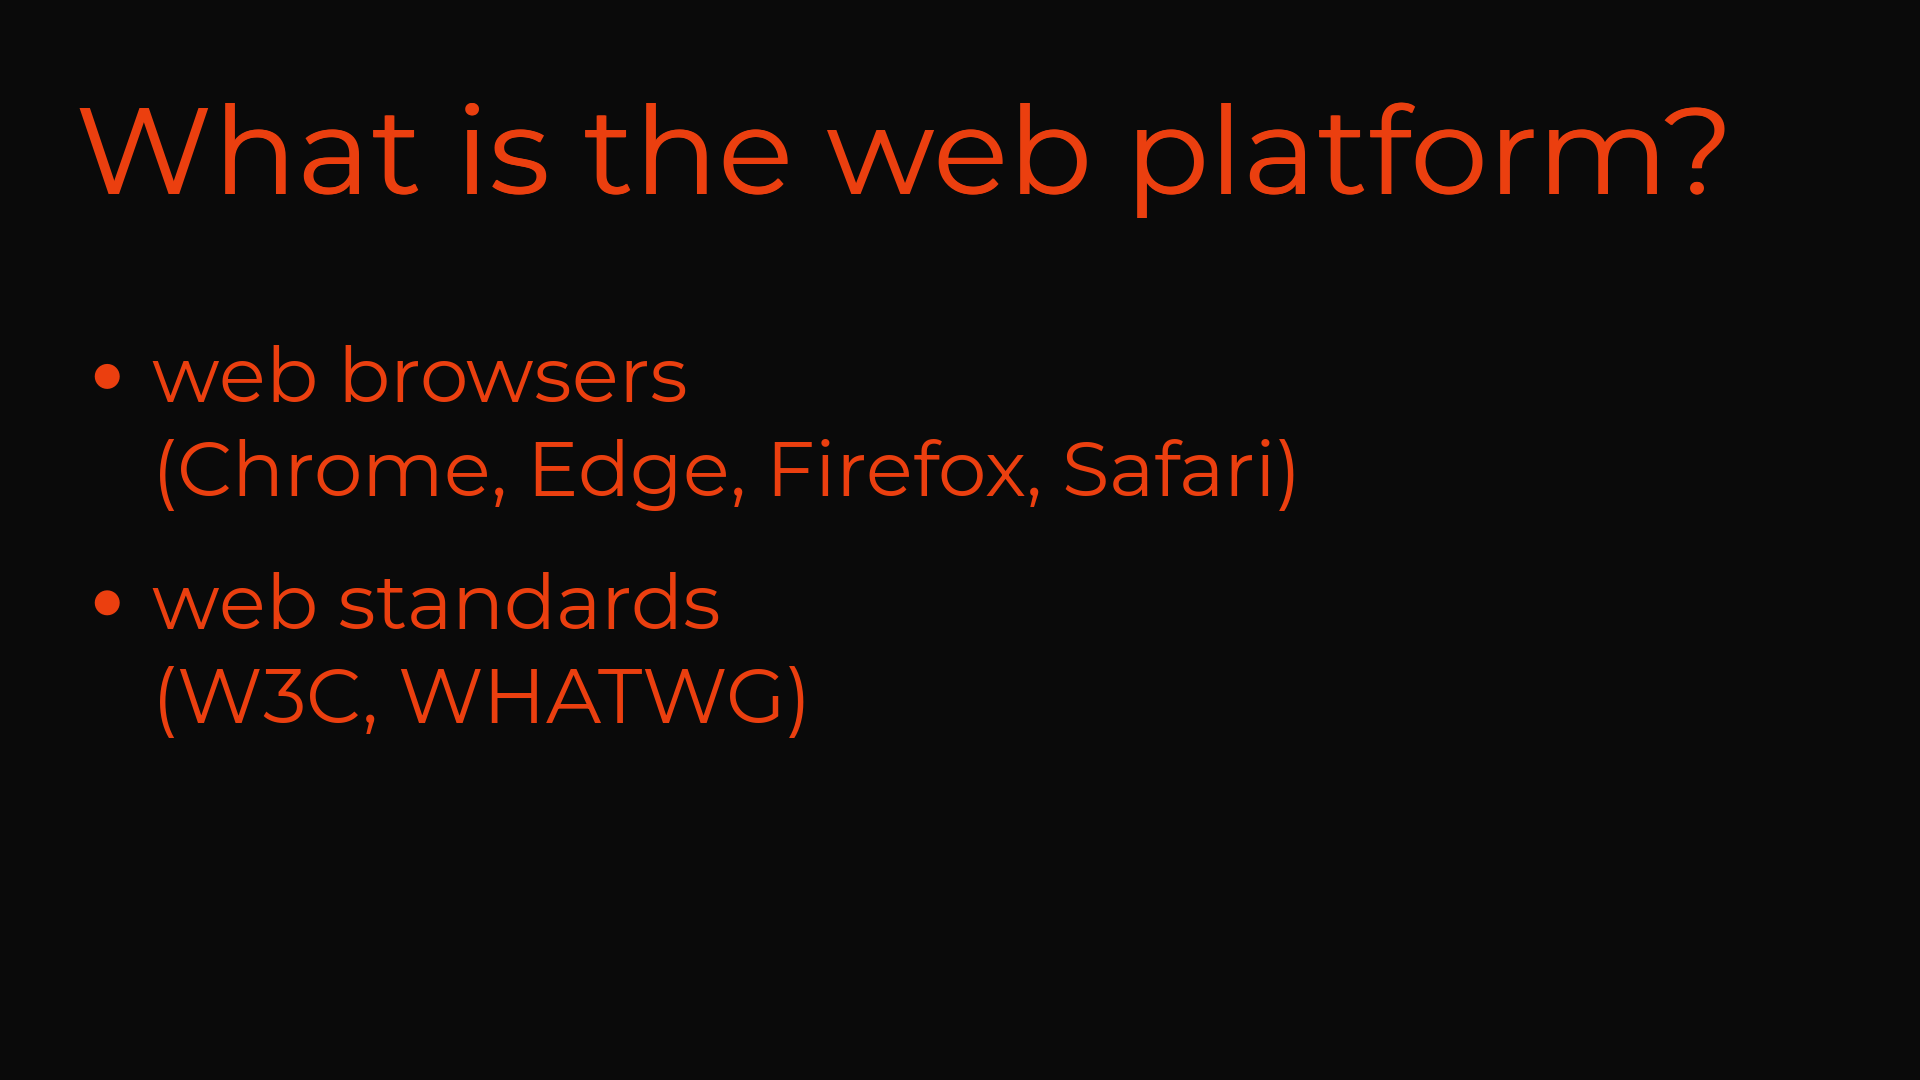 What is the web platform?
• web browsers
(Chrome, Edge, Firefox, Safari)
• web standards
(W3C, WHATWG)